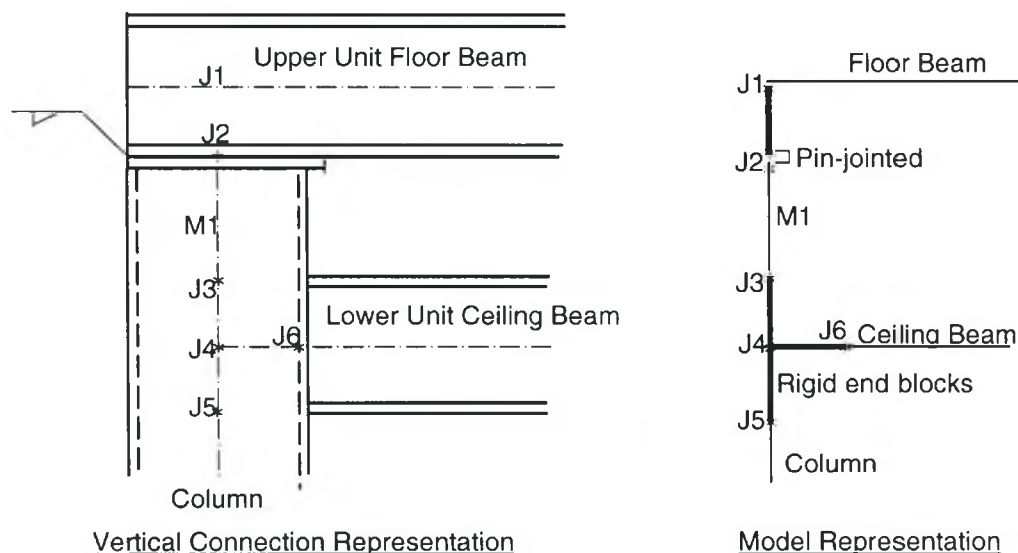 Upper Unit Floor Beam
J1
J2
M1
J3
Lower Unit Ceiling Beam
J6
J4
J5
Column
Vertical Connection Representation
Floor Beam
J1
J2
Pin-jointed
M1
J3
J6
Ceiling Beam
J4
Rigid end blocks
J5
Column
Model Representation